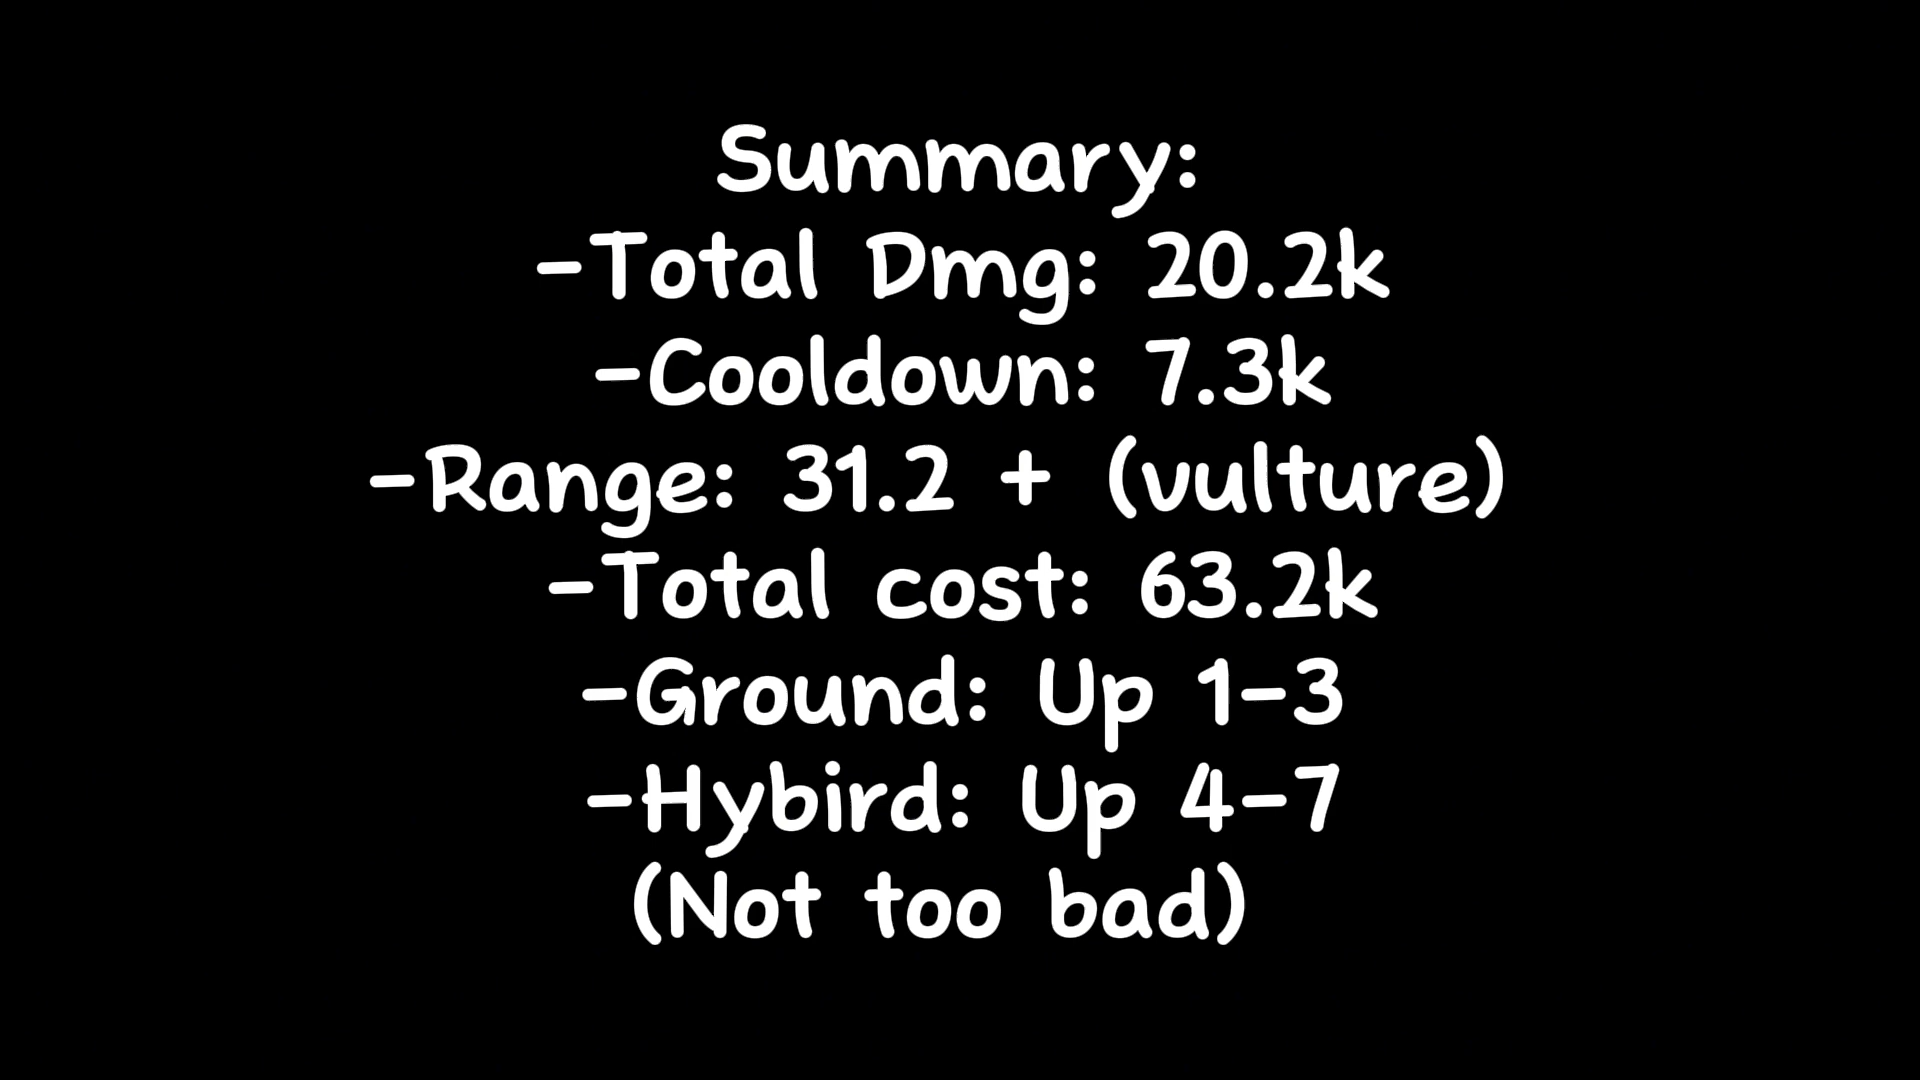 Summary:
-Total Dmg: 20.2k
-Cooldown: 7.3k
-Range: 31.2 + (vulture)
-Total cost: 63.2k
-Ground: Up 1-3
-Hybird: Up 4-7
(Not too bad)